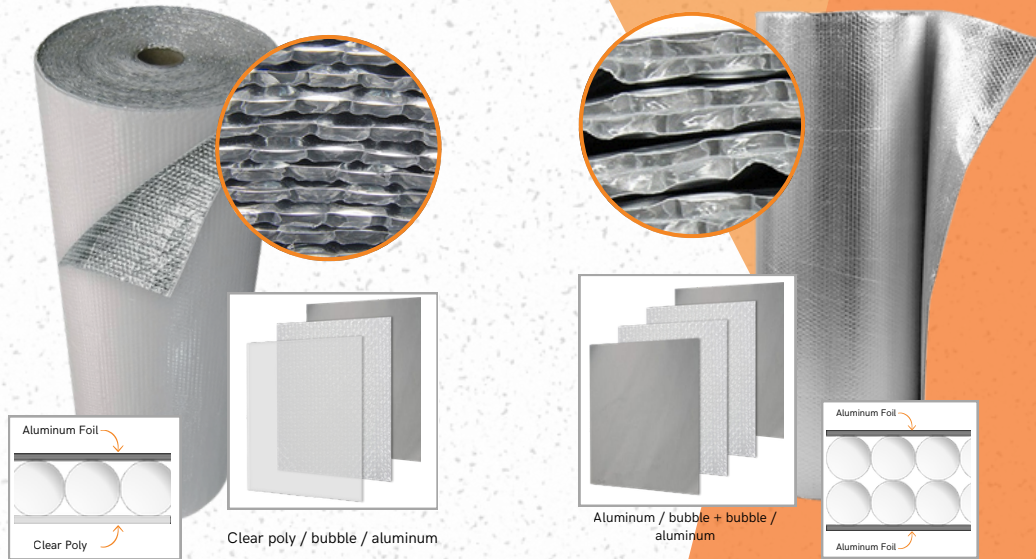 Aluminum Foil
Clear Poly
Clear poly / bubble / aluminum
Aluminum / bubble + bubble /
aluminum
Aluminum Foil
Aluminum Foil